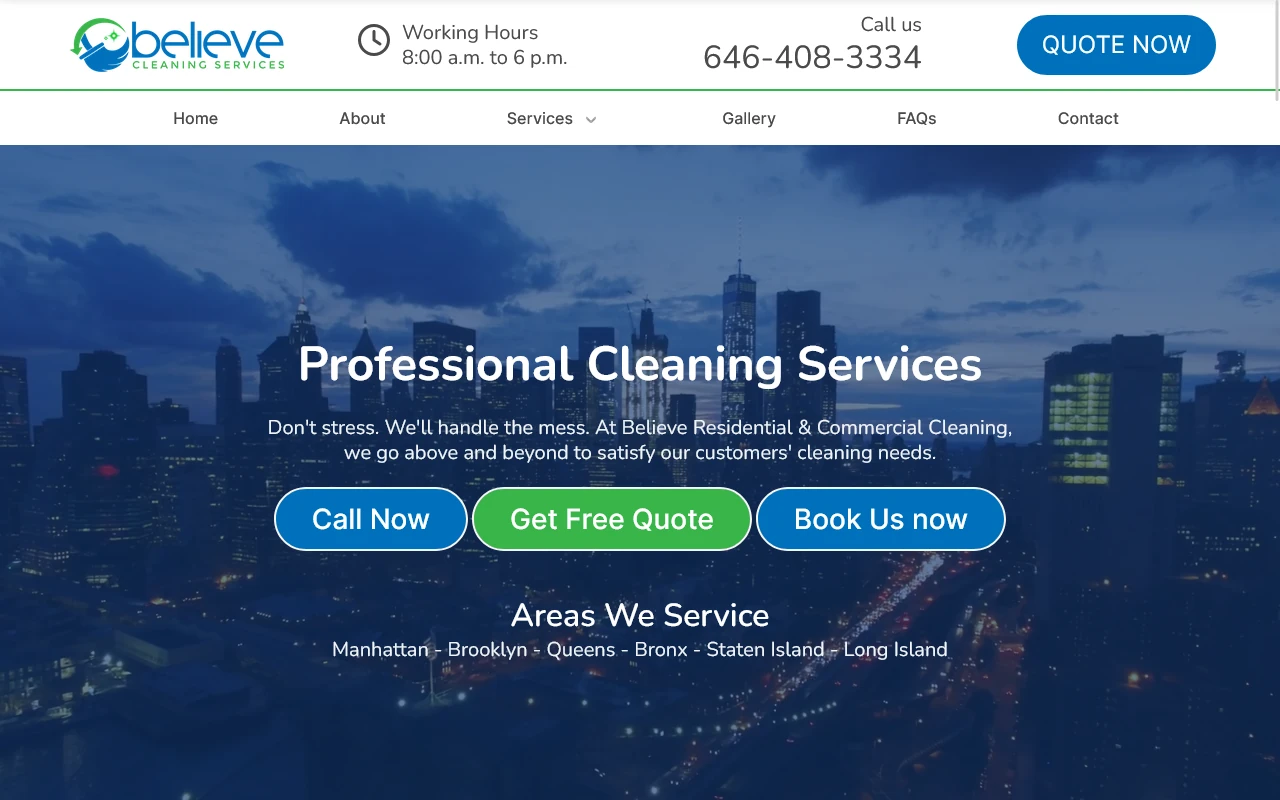 believe
CLEANING SERVICES
Working Hours
8:00 a.m. to 6 p.m.
Call us
646-408-3334
QUOTE NOW
Home
About
Services
Gallery
FAQs
Contact
Professional Cleaning Services
Don't stress. We'll handle the mess. At Believe Residential & Commercial Cleaning,
we go above and beyond to satisfy our customers' cleaning needs.
Call Now
Get Free Quote
Book Us now
Areas We Service
Manhattan - Brooklyn - Queens - Bronx - Staten Island - Long Island